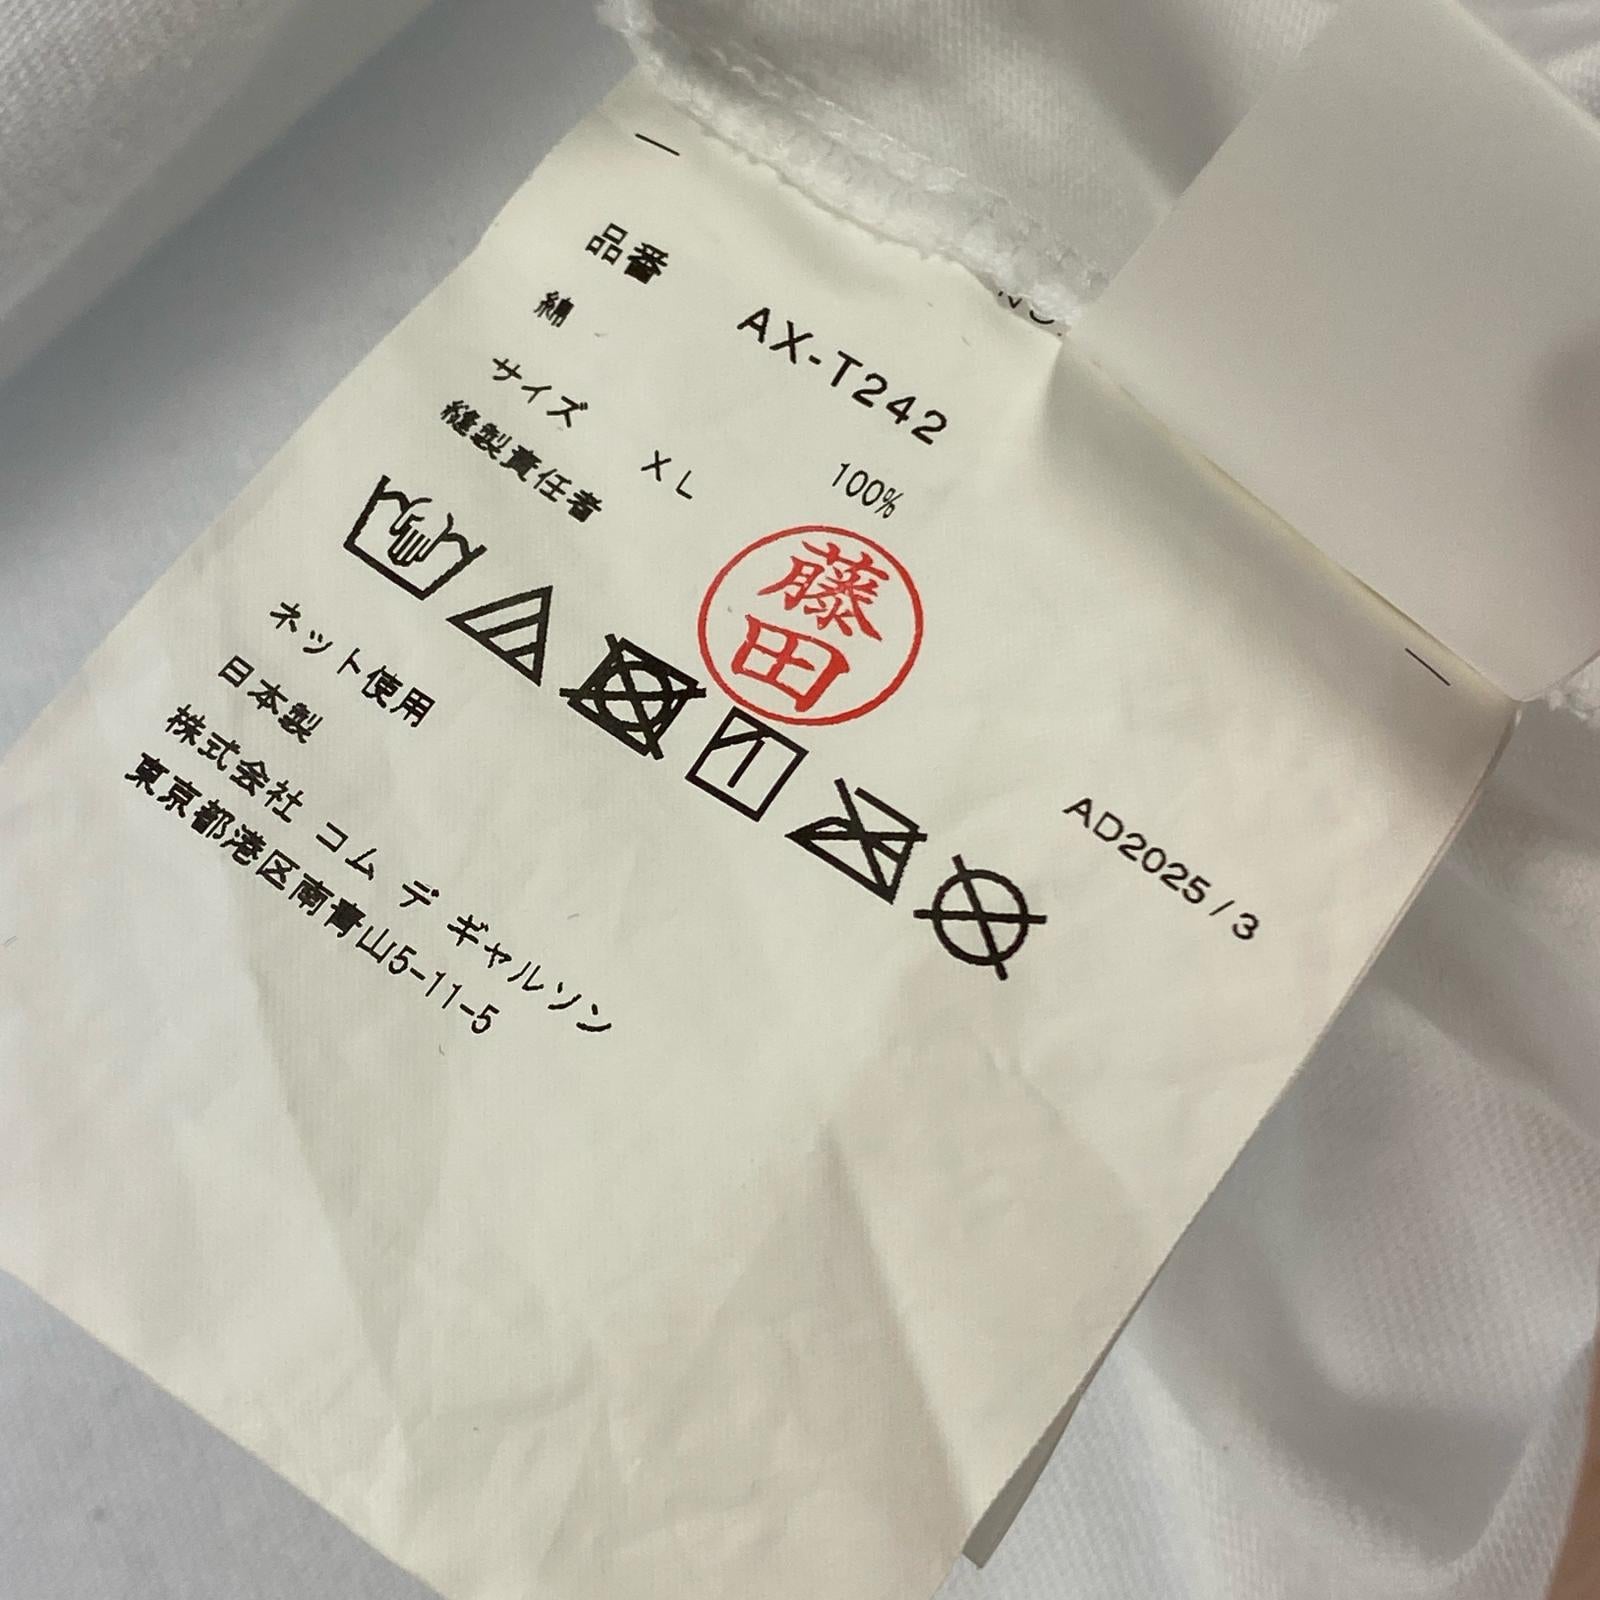 品番 AX-T242
綿 100%
サイズ XL
縫製責任者
藤田
ネット使用
日本製
株式会社 コム デ ギャルソン
東京都港区南青山5-11-5
AD2025/3